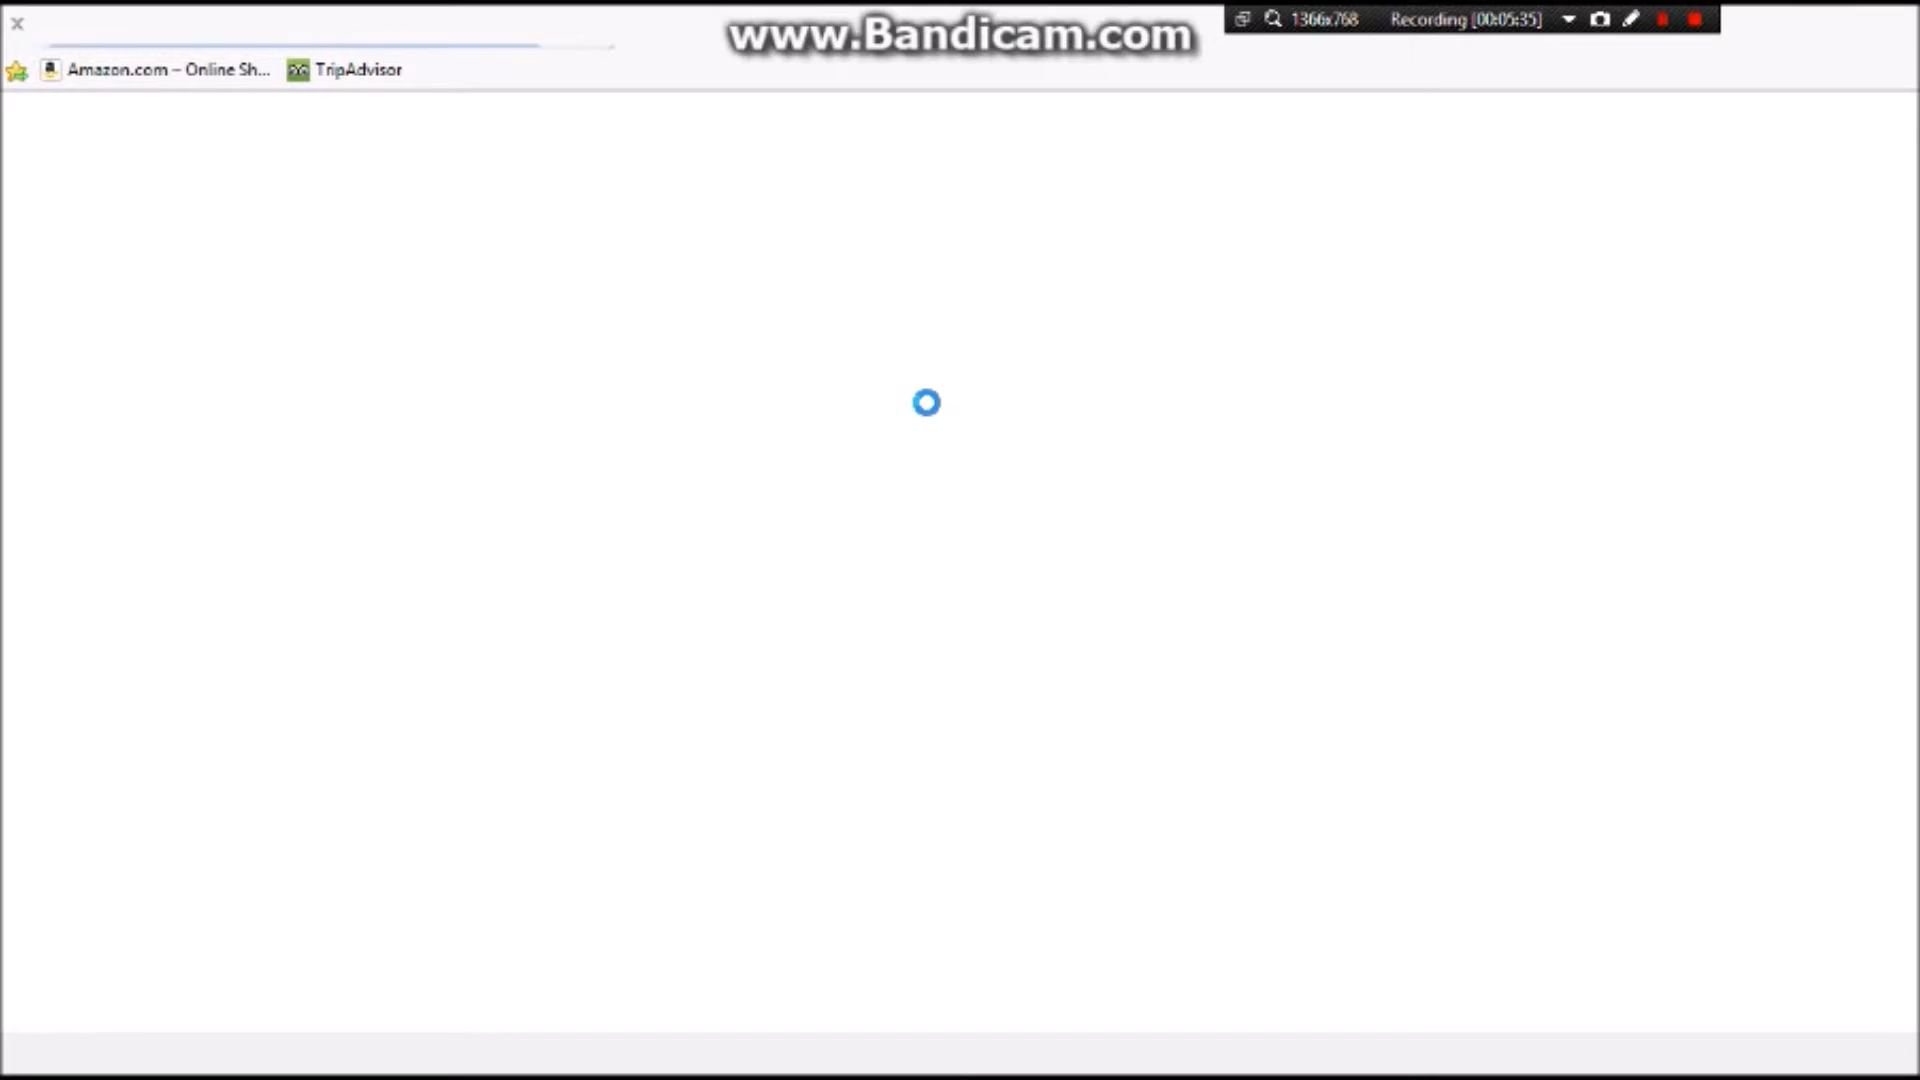 www.Bandicam.com
1366x768 Recording [00:05:35]
Amazon.com – Online Sh... TripAdvisor